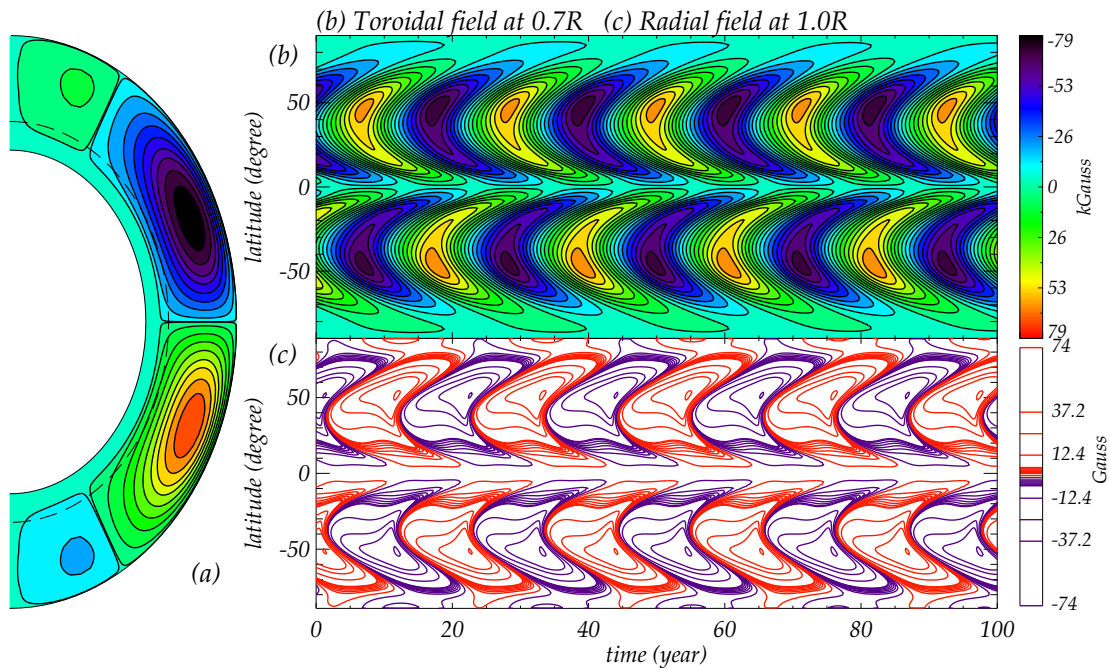 (b) Toroidal field at 0.7R (c) Radial field at 1.0R
(a)
(b)
latitude (degree)
50
0
-50
-79
-53
-26
0
26
53
79
kGauss
(c)
latitude (degree)
50
0
-50
74
37.2
12.4
-12.4
-37.2
-74
Gauss
0 20 40 60 80 100
time (year)